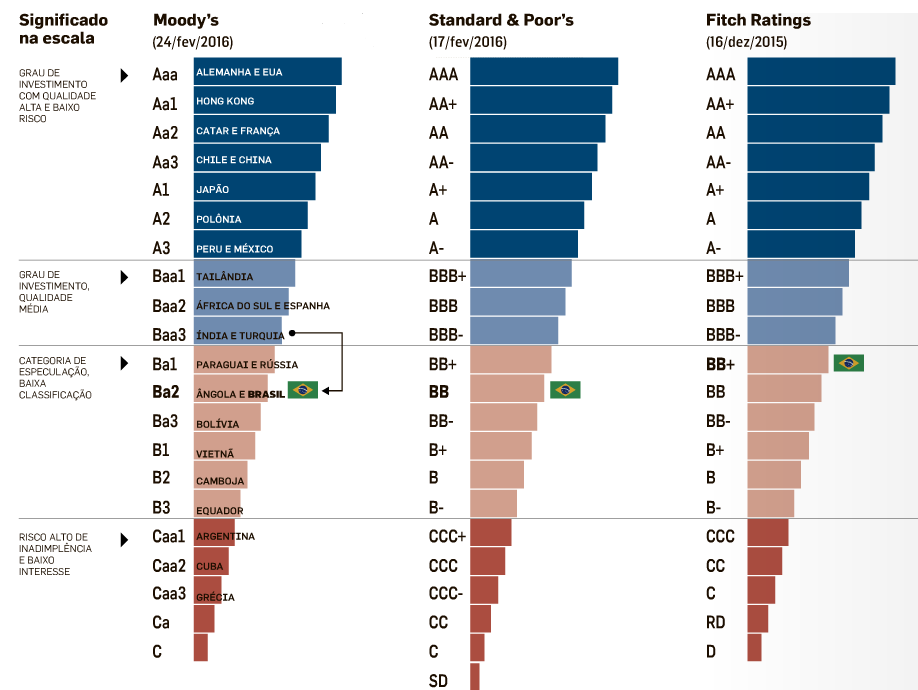 Significado
na escala
Moody's
(24/fev/2016)
Standard & Poor's
(17/fev/2016)
Fitch Ratings
(16/dez/2015)
GRAU DE
INVESTIMENTO
COM QUALIDADE
ALTA E BAIXO
RISCO
Aaa ALEMANHA E EUA AAA AAA
Aa1 HONG KONG AA+ AA+
Aa2 CATAR E FRANÇA AA AA
Aa3 CHILE E CHINA AA- AA-
A1 JAPÃO A+ A+
A2 POLÔNIA A A
A3 PERU E MÉXICO A- A-
GRAU DE
INVESTIMENTO,
QUALIDADE
MÉDIA
Baa1 TAILÂNDIA BBB+ BBB+
Baa2 ÁFRICA DO SUL E ESPANHA BBB BBB
Baa3 ÍNDIA E TURQUIA BBB- BBB-
CATEGORIA DE
ESPECULAÇÃO,
BAIXA
CLASSIFICAÇÃO
Ba1 PARAGUAI E RÚSSIA BB+ BB+
Ba2 ÂNGOLA E BRASIL BB BB
Ba3 BOLÍVIA BB- BB-
B1 VIETNÃ B+ B+
B2 CAMBOJA B B
B3 EQUADOR B- B-
RISCO ALTO DE
INADIMPLÊNCIA
E BAIXO
INTERESSE
Caa1 ARGENTINA CCC+ CCC
Caa2 CUBA CCC CC
Caa3 GRÉCIA CCC- C
Ca CC RD
C C D
SD